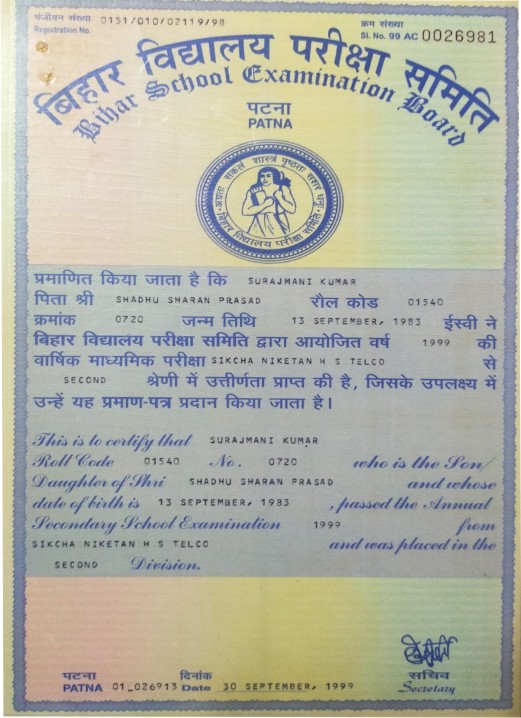 पंजीयन संख्या 0151/010/02119/98
Registration No.
क्रम संख्या
Sl. No. 99 AC 0026981
बिहार विद्यालय परीक्षा समिति
Bihar School Examination Board
पटना
PATNA
बिहार विद्यालय परीक्षा समिति
प्रमाणित किया जाता है कि SURAJMANI KUMAR
पिता श्री SHADHU SHARAN PRASAD रौल कोड 01540
क्रमांक 0720 जन्म तिथि 13 SEPTEMBER, 1983 ईस्वी ने
बिहार विद्यालय परीक्षा समिति द्वारा आयोजित वर्ष 1999 की
वार्षिक माध्यमिक परीक्षा SIKCHA NIKETAN H S TELCO से
SECOND श्रेणी में उत्तीर्णता प्राप्त की है, जिसके उपलक्ष्य में
उन्हें यह प्रमाण-पत्र प्रदान किया जाता है।
This is to certify that SURAJMANI KUMAR
Roll Code 01540 No. 0720 who is the Son/
Daughter of Shri SHADHU SHARAN PRASAD and whose
date of birth is 13 SEPTEMBER, 1983 , passed the Annual
Secondary School Examination 1999 from
SIKCHA NIKETAN H S TELCO and was placed in the
SECOND Division.
पटना दिनांक सचिव
PATNA 01_026913 Date 30 SEPTEMBER, 1999 Secretary